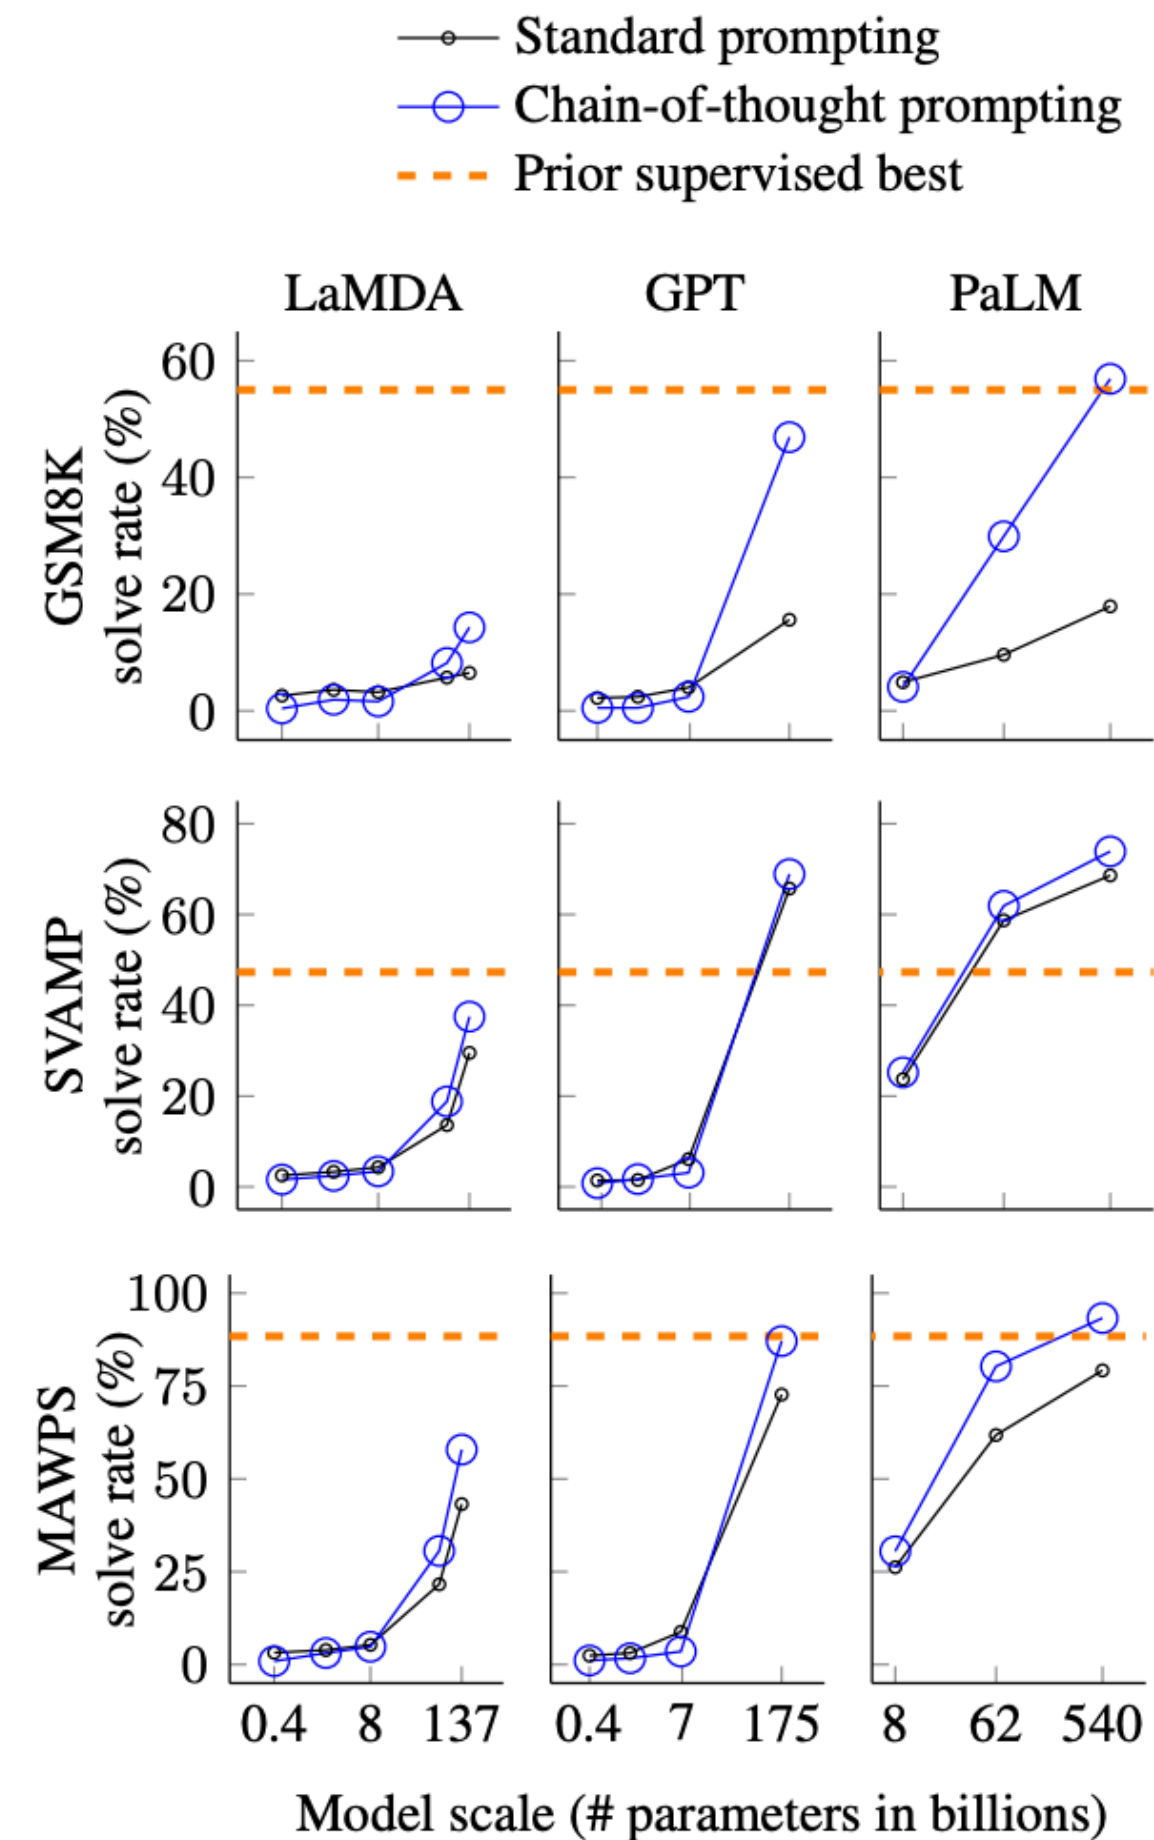 Standard prompting
Chain-of-thought prompting
Prior supervised best
LaMDA
GPT
PaLM
GSM8K
solve rate (%)
60
40
20
0
SVAMP
solve rate (%)
80
60
40
20
0
MAWPS
solve rate (%)
100
75
50
25
0
0.4 8 137
0.4 7 175
8 62 540
Model scale (# parameters in billions)